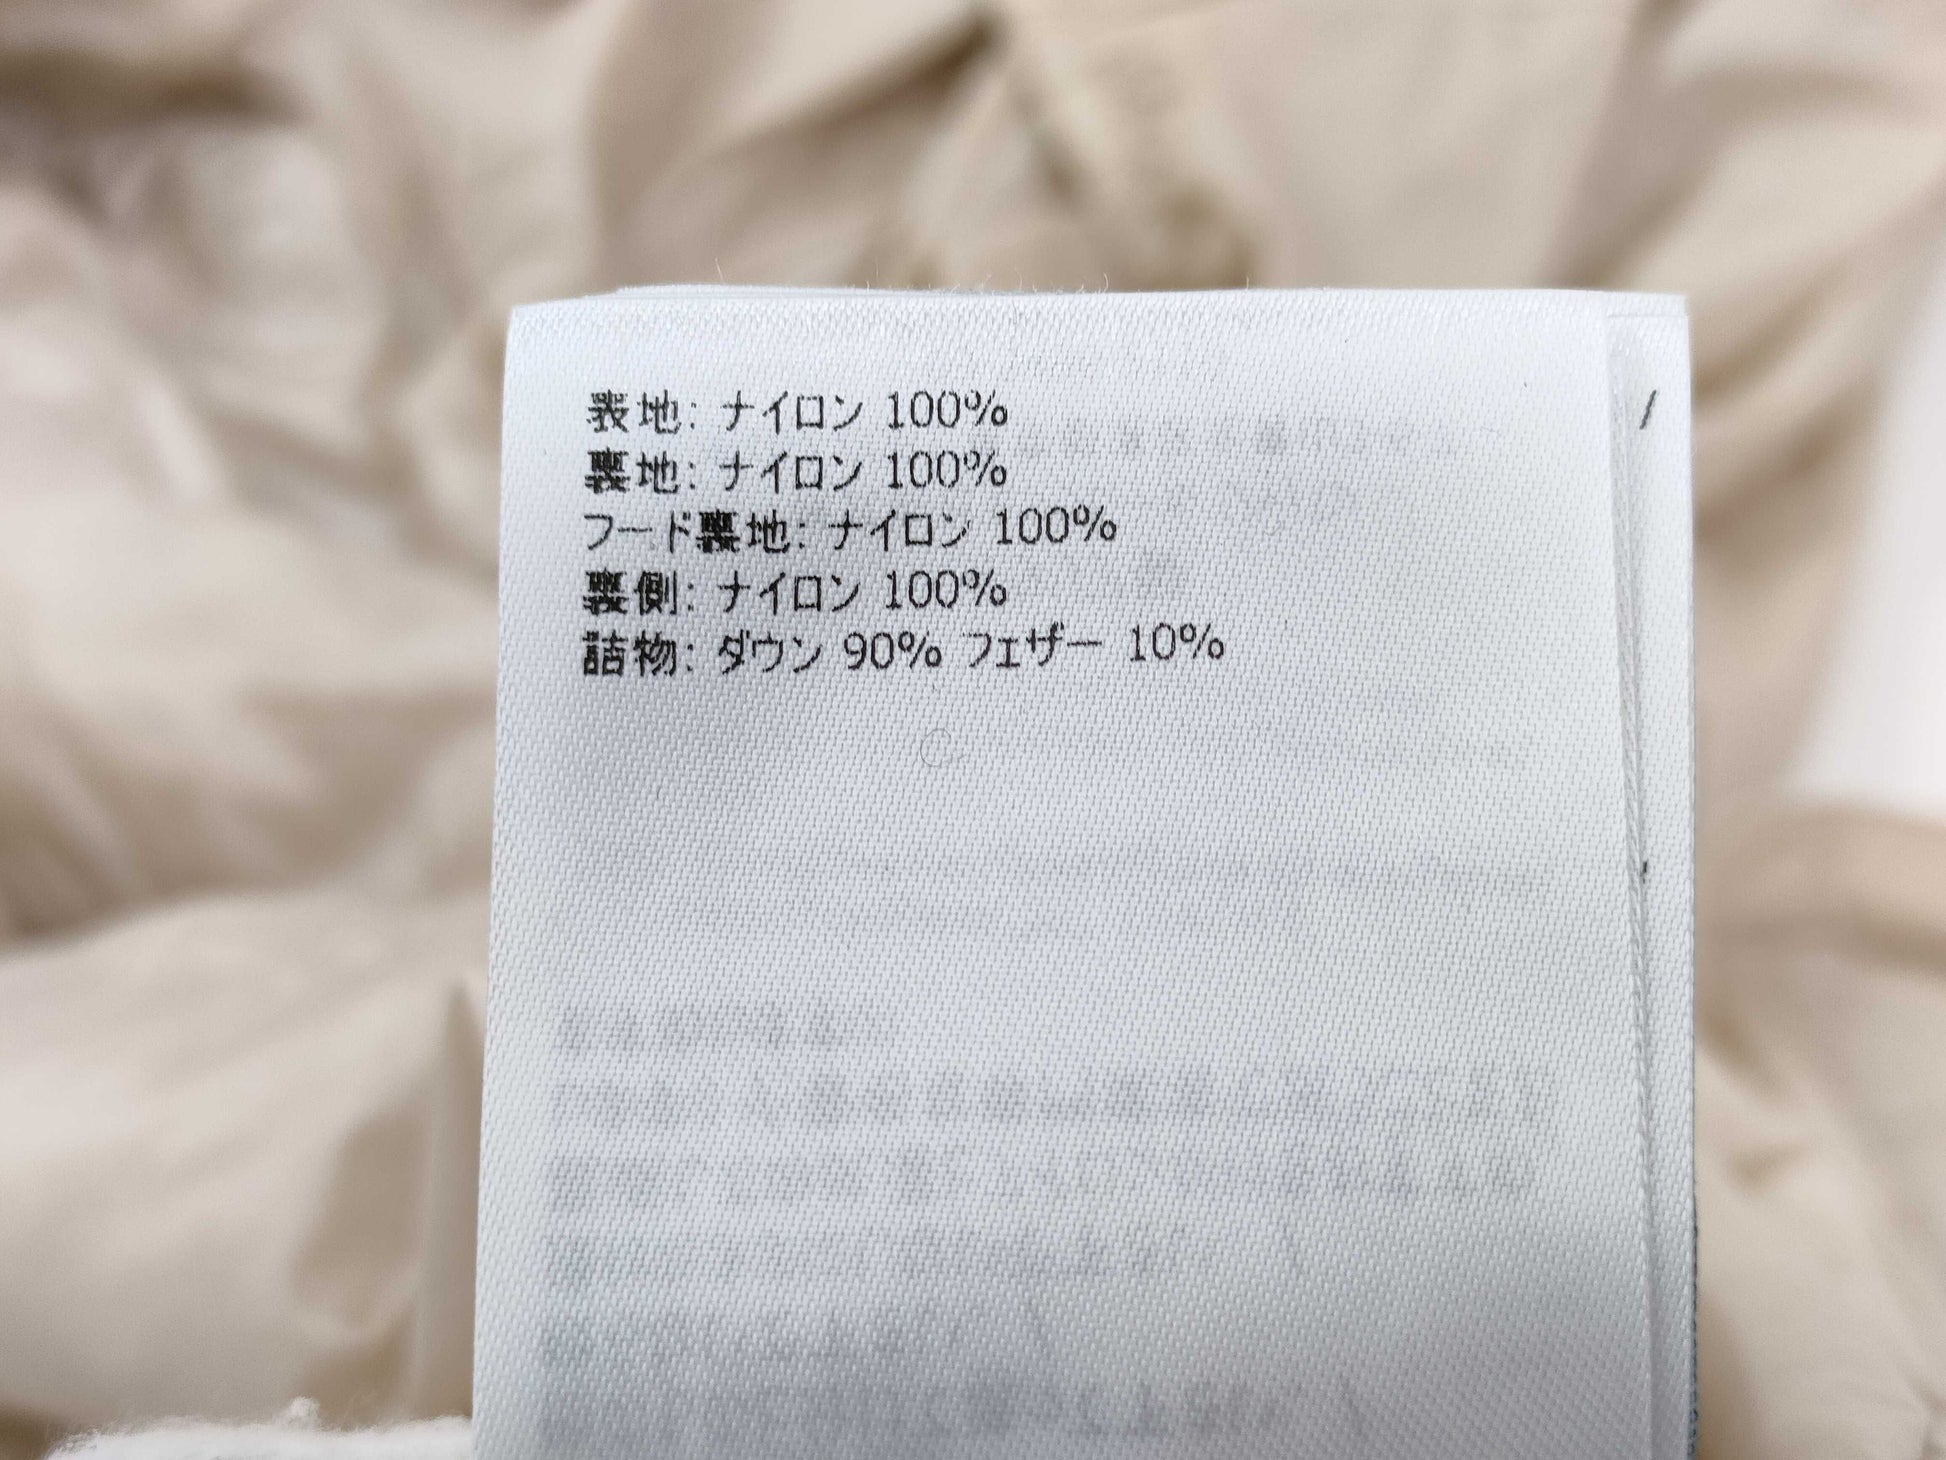 表地: ナイロン 100%
裏地: ナイロン 100%
フード裏地: ナイロン 100%
裏側: ナイロン 100%
詰物: ダウン 90% フェザー 10%